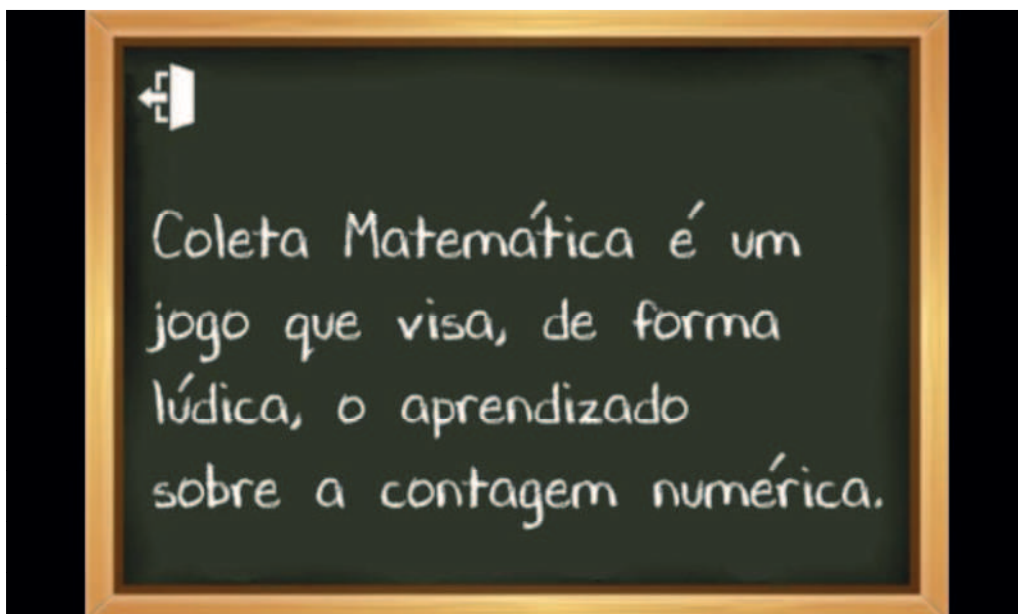 Coleta Matemática é um
jogo que visa, de forma
lúdica, o aprendizado
sobre a contagem numérica.